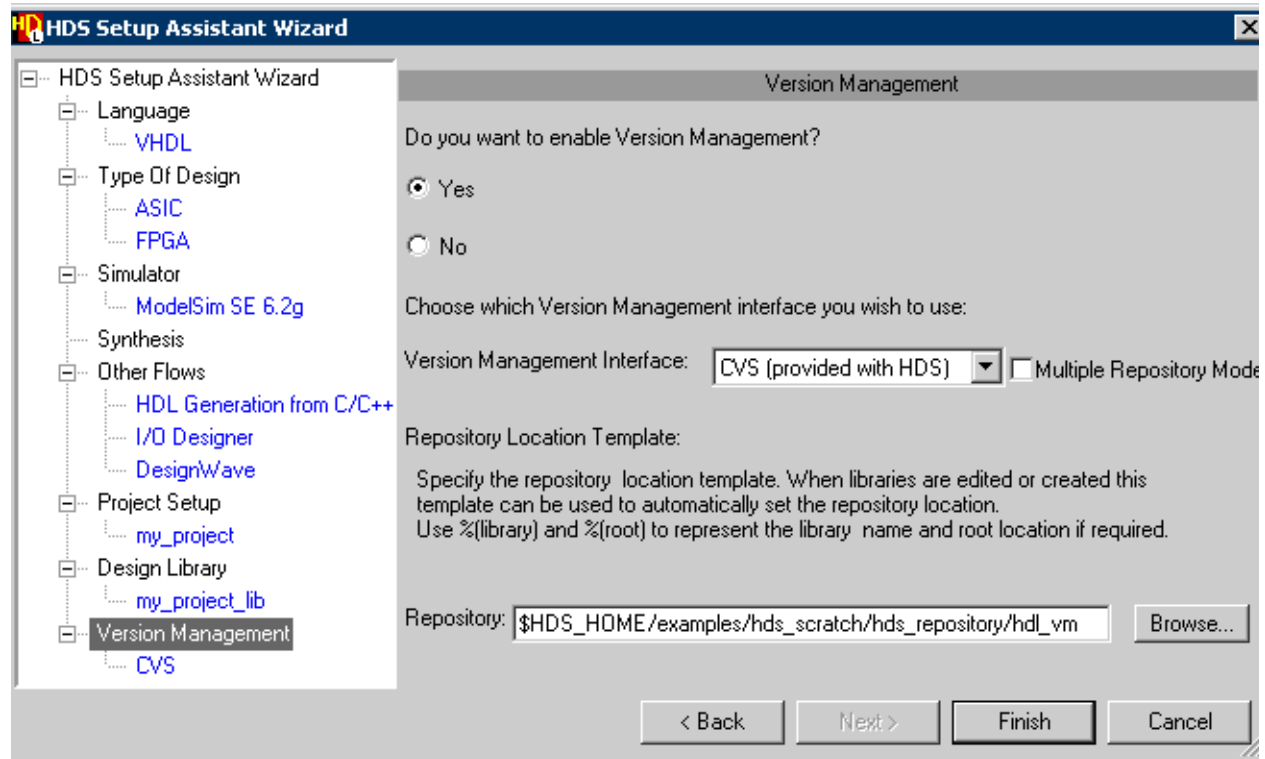 HDS Setup Assistant Wizard
HDS Setup Assistant Wizard
Language
VHDL
Type Of Design
ASIC
FPGA
Simulator
ModelSim SE 6.2g
Synthesis
Other Flows
HDL Generation from C/C++
I/O Designer
DesignWave
Project Setup
my_project
Design Library
my_project_lib
Version Management
CVS
Version Management
Do you want to enable Version Management?
Yes
No
Choose which Version Management interface you wish to use:
Version Management Interface: CVS (provided with HDS) Multiple Repository Mode
Repository Location Template:
Specify the repository location template. When libraries are edited or created this
template can be used to automatically set the repository location.
Use %(library) and %(root) to represent the library name and root location if required.
Repository: $HDS_HOME/examples/hds_scratch/hds_repository/hdl_vm Browse...
< Back Next > Finish Cancel